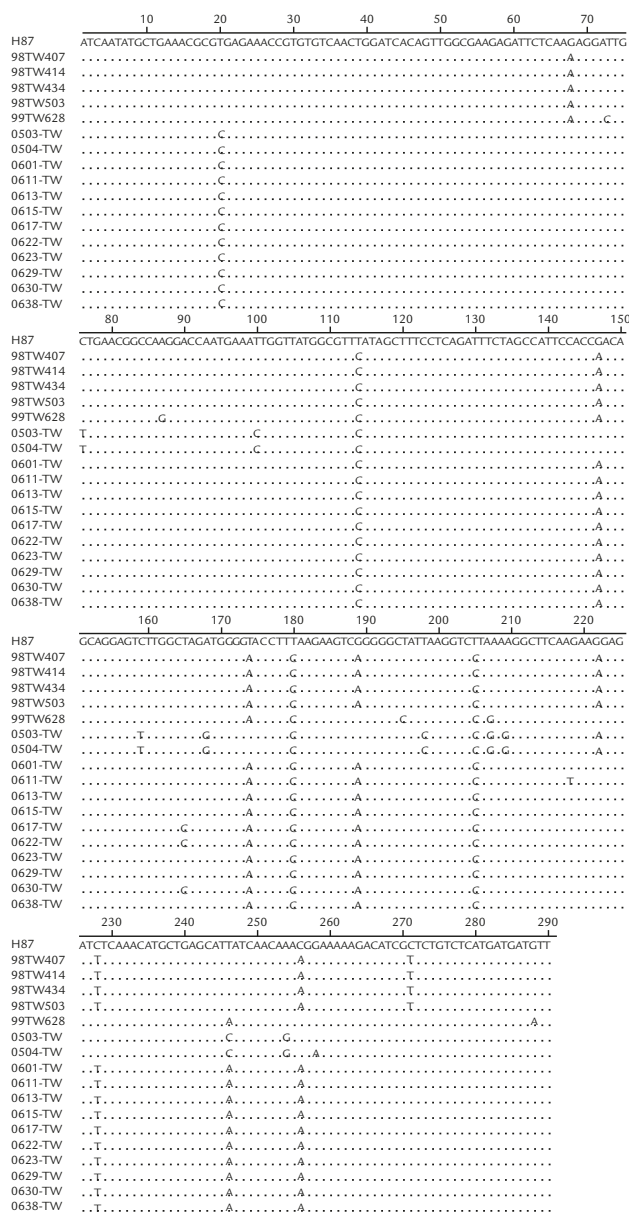 10 20 30 40 50 60 70
H87 ATCAATATGCTGAAACGCGTGAGAAACCGTGTGTCAACTGGATCACAGTTGGCGAAGAGATTCTCAAGAGGATTG
98TW407 ...................................................................A.......
98TW414 ...................................................................A.......
98TW434 ...................................................................A.......
98TW503 ...................................................................A.......
99TW628 ...................................................................A....C..
0503-TW ...................C.......................................................
0504-TW ...................C.......................................................
0601-TW ...................C.......................................................
0611-TW ...................C.......................................................
0613-TW ...................C.......................................................
0615-TW ...................C.......................................................
0617-TW ...................C.......................................................
0622-TW ...................C.......................................................
0623-TW ...................C.......................................................
0629-TW ...................C.......................................................
0630-TW ...................C.......................................................
0638-TW ...................C.......................................................
80 90 100 110 120 130 140 150
H87 CTGAACGGCCAAGGACCAATGAAATTGGTTATGGCGTTTATAGCTTTCCTCAGATTTCTAGCCATTCCACCGACA
98TW407 ......................................C................................A...
98TW414 ......................................C................................A...
98TW434 ......................................C................................A...
98TW503 ......................................C................................A...
99TW628 ...........G..........................C................................A...
0503-TW T.......................C.............C....................................
0504-TW T.......................C.............C....................................
0601-TW ......................................C................................A...
0611-TW ......................................C................................A...
0613-TW ......................................C................................A...
0615-TW ......................................C................................A...
0617-TW ......................................C................................A...
0622-TW ......................................C................................A...
0623-TW ......................................C................................A...
0629-TW ......................................C................................A...
0630-TW ......................................C................................A...
0638-TW ......................................C................................A...
160 170 180 190 200 210 220
H87 GCAGGAGTCTTGGCTAGATGGGGTACCTTTAAGAAGTCGGGGGCTATTAAGGTCTTAAAAGGCTTCAAGAAGGAG
98TW407 .......................A.....C........A...............C................A...
98TW414 .......................A.....C........A...............C................A...
98TW434 .......................A.....C........A...............C................A...
98TW503 .......................A.....C........A...............C................A...
99TW628 .......................A.....C..............C.........C.G..............A...
0503-TW ........T........G...........C.................C......C.G.G............A...
0504-TW ........T........G...........C.................C......C.G.G............A...
0601-TW .......................A.....C........A...............C....................
0611-TW .......................A.....C........A...............C............T.......
0613-TW .......................A.....C........A...............C....................
0615-TW .......................A.....C........A...............C....................
0617-TW ..............C........A.....C........A...............C....................
0622-TW ..............C........A.....C........A...............C....................
0623-TW .......................A.....C........A...............C....................
0629-TW .......................A.....C........A...............C....................
0630-TW ..............C........A.....C........A...............C....................
0638-TW .......................A.....C........A...............C....................
230 240 250 260 270 280 290
H87 ATCTCAAACATGCTGAGCATTATCAACAAACGGAAAAAGACATCGCTCTGTCTCATGATGATGTT
98TW407 ..T...........................A..............T...................
98TW414 ..T...........................A..............T...................
98TW434 ..T...........................A..............T...................
98TW503 ..T...........................A..............T...................
99TW628 ....................A.........................................A..
0503-TW ....................C.......G....................................
0504-TW ....................C.......G...A................................
0601-TW ..T.................A.........A..................................
0611-TW ..T.................A.........A..................................
0613-TW ..T.................A.........A..................................
0615-TW ..T.................A.........A..................................
0617-TW ..T.................A.........A..................................
0622-TW ..T.................A.........A..................................
0623-TW ..T.................A.........A..................................
0629-TW ..T.................A.........A..................................
0630-TW ..T.................A.........A..................................
0638-TW ..T.................A.........A..................................